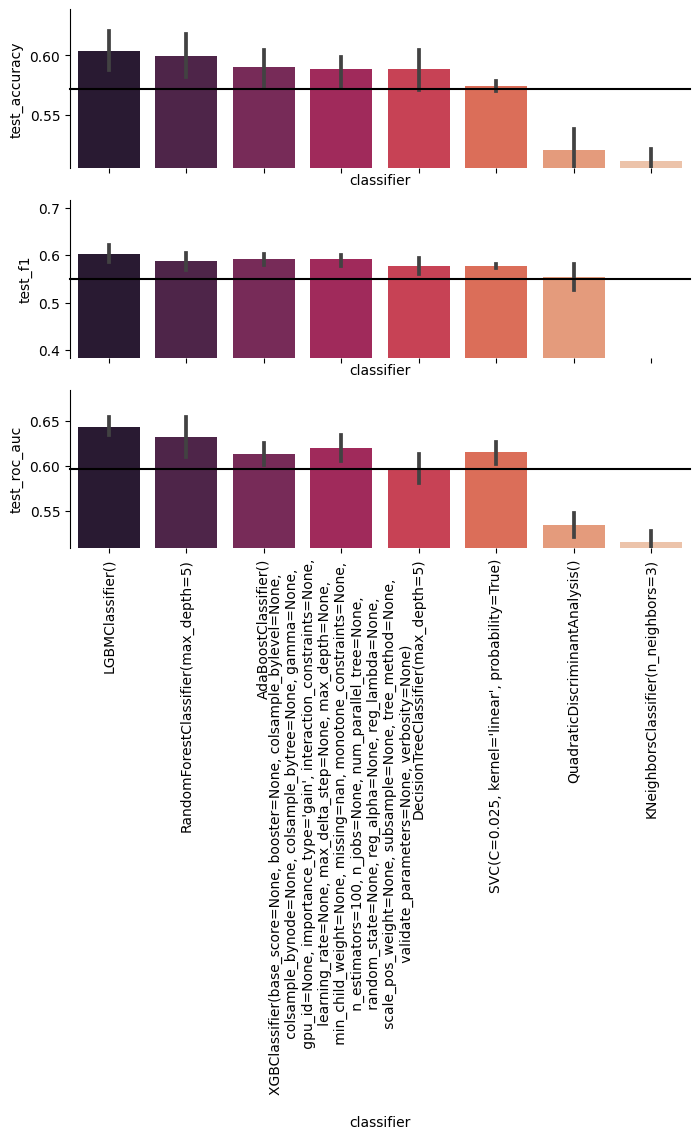 test_accuracy
0.60
0.55
classifier
test_f1
0.7
0.6
0.5
0.4
classifier
test_roc_auc
0.65
0.60
0.55
LGBMClassifier()
RandomForestClassifier(max_depth=5)
AdaBoostClassifier()
XGBClassifier(base_score=None, booster=None, colsample_bylevel=None,
colsample_bynode=None, colsample_bytree=None, gamma=None,
gpu_id=None, importance_type='gain', interaction_constraints=None,
learning_rate=None, max_delta_step=None, max_depth=None,
min_child_weight=None, missing=nan, monotone_constraints=None,
n_estimators=100, n_jobs=None, num_parallel_tree=None,
random_state=None, reg_alpha=None, reg_lambda=None,
scale_pos_weight=None, subsample=None, tree_method=None,
validate_parameters=None, verbosity=None)
DecisionTreeClassifier(max_depth=5)
SVC(C=0.025, kernel='linear', probability=True)
QuadraticDiscriminantAnalysis()
KNeighborsClassifier(n_neighbors=3)
classifier